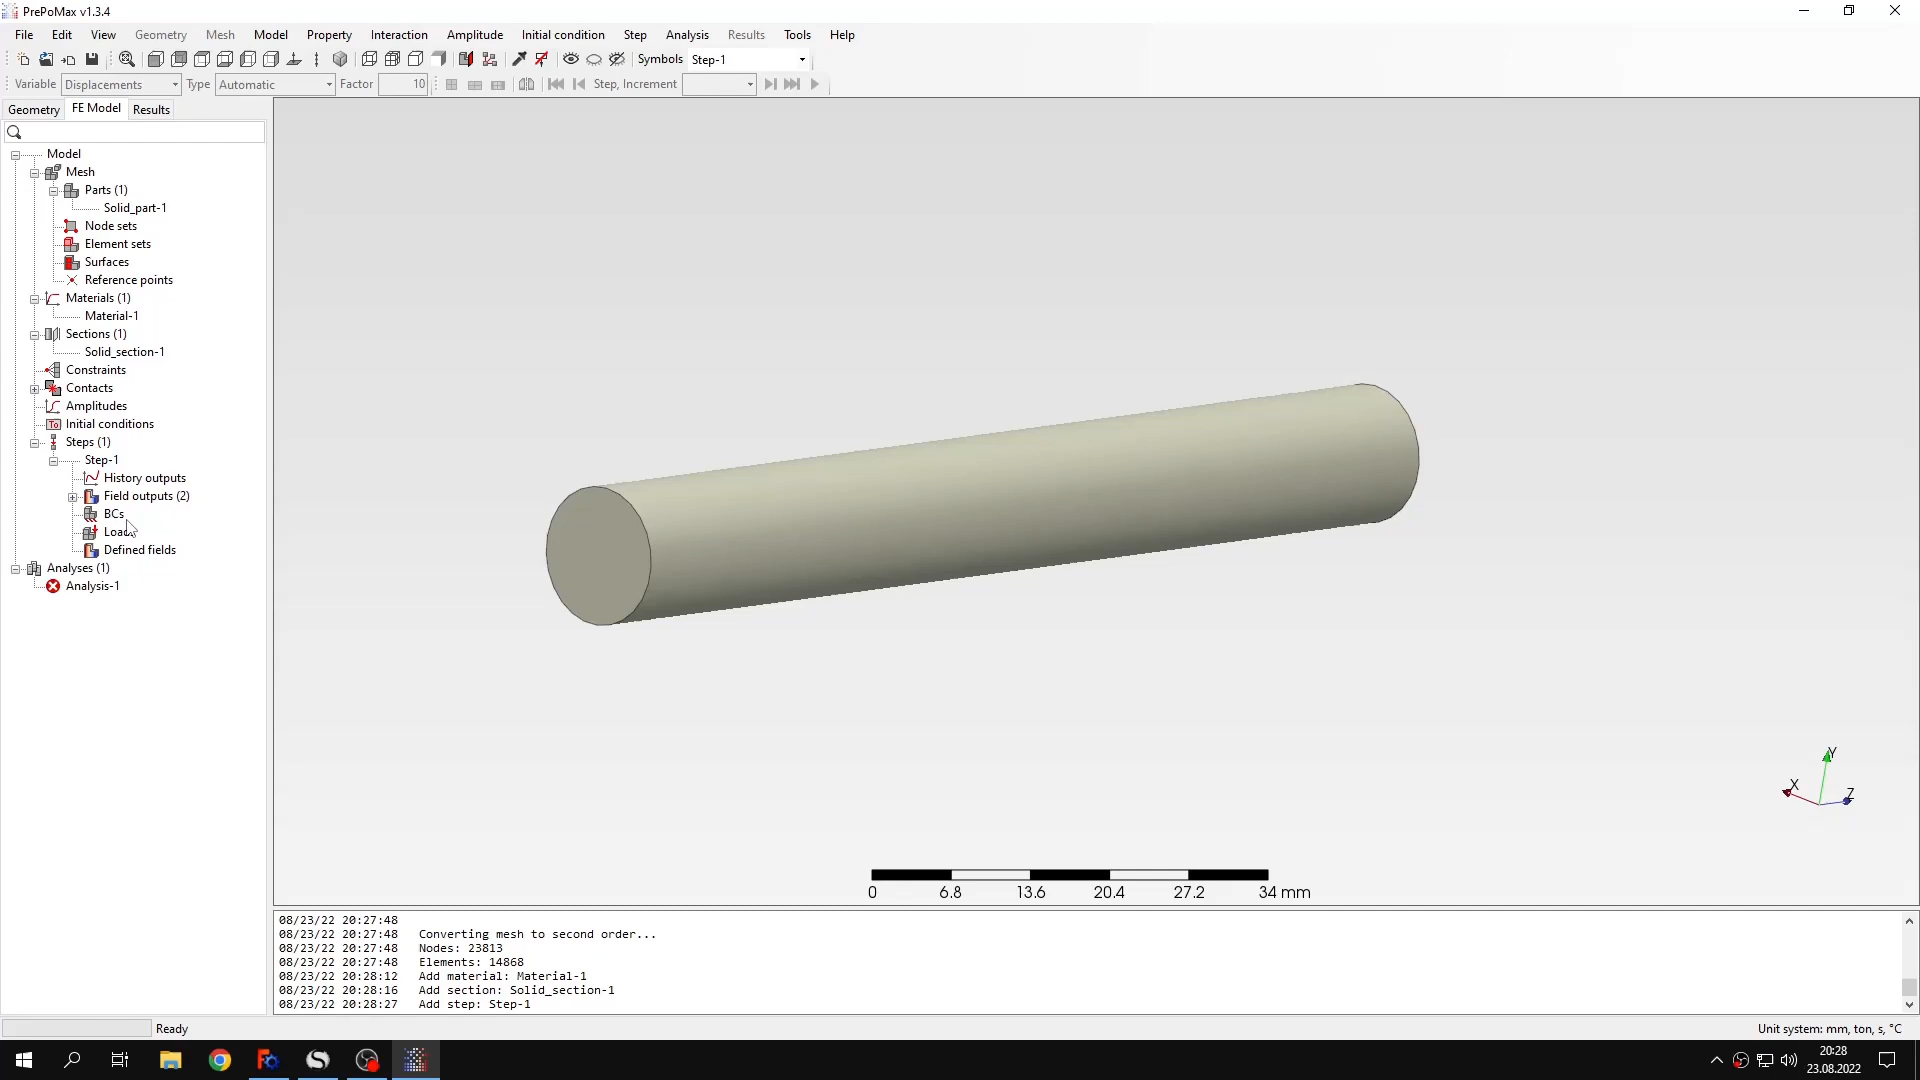 PrePoMax v1.3.4
File Edit View Geometry Mesh Model Property Interaction Amplitude Initial condition Step Analysis Results Tools Help
Symbols Step-1
Variable Displacements Type Automatic Factor 10 Step, Increment
Geometry FE Model Results
Model
Mesh
Parts (1)
Solid_part-1
Node sets
Element sets
Surfaces
Reference points
Materials (1)
Material-1
Sections (1)
Solid_section-1
Constraints
Contacts
Amplitudes
Initial conditions
Steps (1)
Step-1
History outputs
Field outputs (2)
BCs
Loads
Defined fields
Analyses (1)
Analysis-1
Y
X
Z
0 6.8 13.6 20.4 27.2 34 mm
08/23/22 20:27:48
08/23/22 20:27:48 Converting mesh to second order...
08/23/22 20:27:48 Nodes: 23813
08/23/22 20:27:48 Elements: 14868
08/23/22 20:28:12 Add material: Material-1
08/23/22 20:28:16 Add section: Solid_section-1
08/23/22 20:28:27 Add step: Step-1
Ready
Unit system: mm, ton, s, °C
20:28
23.08.2022